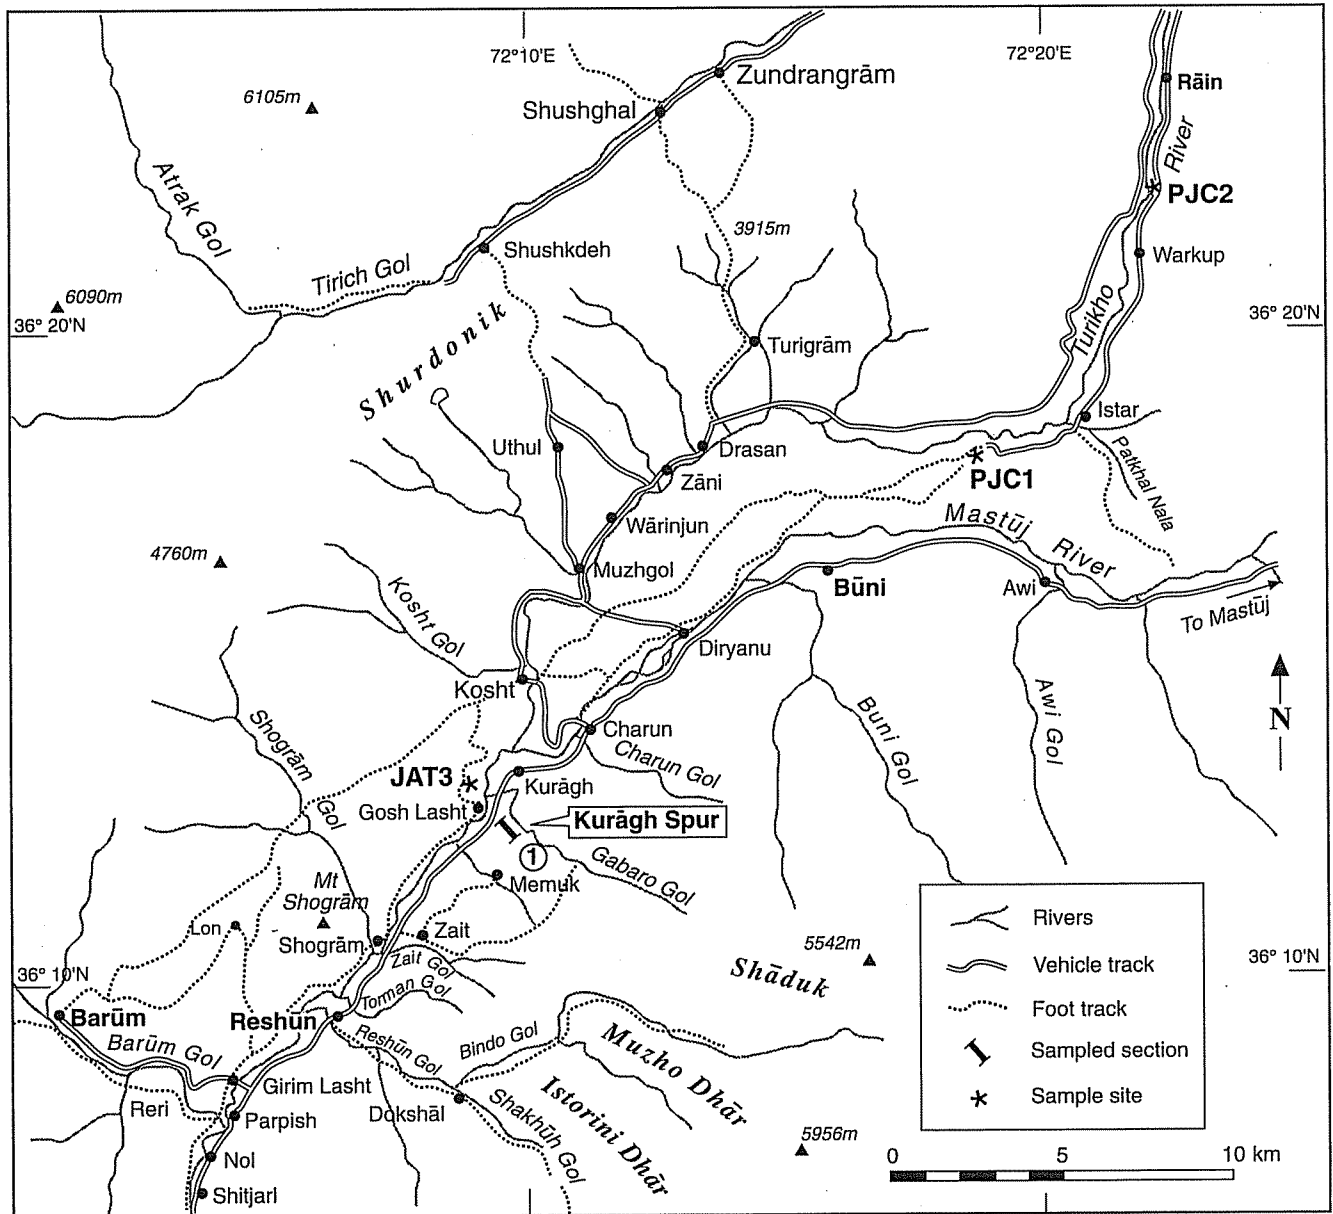 72°10'E
72°20'E
Zundrangrām
Rāin
6105m
Shushghal
River
Atrak Gol
PJC2
3915m
Shushkdeh
Warkup
Tirich Gol
6090m
Turikho
36° 20'N
36° 20'N
Shurdonik
Turigrām
Istar
Uthul
Drasan
Patkhal Nala
Zāni
PJC1
Wārinjun
Mastūj
River
4760m
Muzhgol
Būni
Awi
Kosht Gol
To Mastūj
Diryanu
Kosht
N
Buni Gol
Awi Gol
Shogrām
Gol
Charun
Charun Gol
JAT3
Kurāgh
Gosh Lasht
Kurāgh Spur
1
Gabaro Gol
Mt
Shogrām
Memuk
Rivers
Lon
Shogrām
Zait
5542m
Zait Gol
Vehicle track
Shāduk
36° 10'N
36° 10'N
Torman Gol
Foot track
Barūm
Reshun
Barūm Gol
Reshūn Gol
Bindo Gol
Muzho Dhār
Sampled section
Girim Lasht
Istorini Dhār
Sample site
Reri
Parpish
Dokshāl
Shakhūh Gol
5956m
Nol
0
5
10 km
Shitjarl